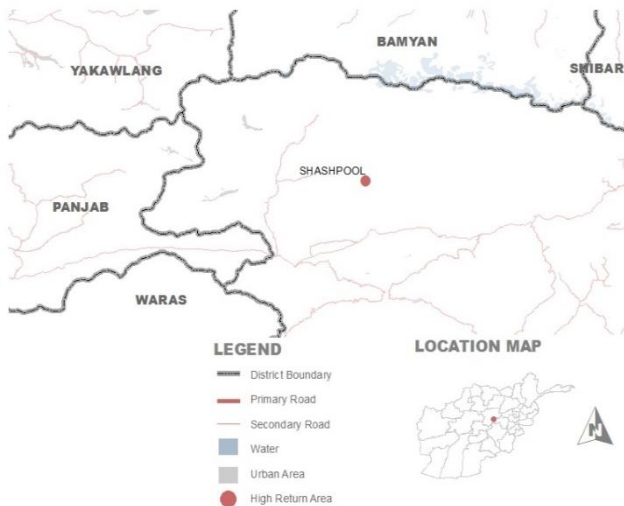 BAMYAN
YAKAWLANG
SHIBAR
SHASHPOOL
PANJAB
WARAS
LEGEND
District Boundary
Primary Road
Secondary Road
Water
Urban Area
High Return Area
LOCATION MAP
N